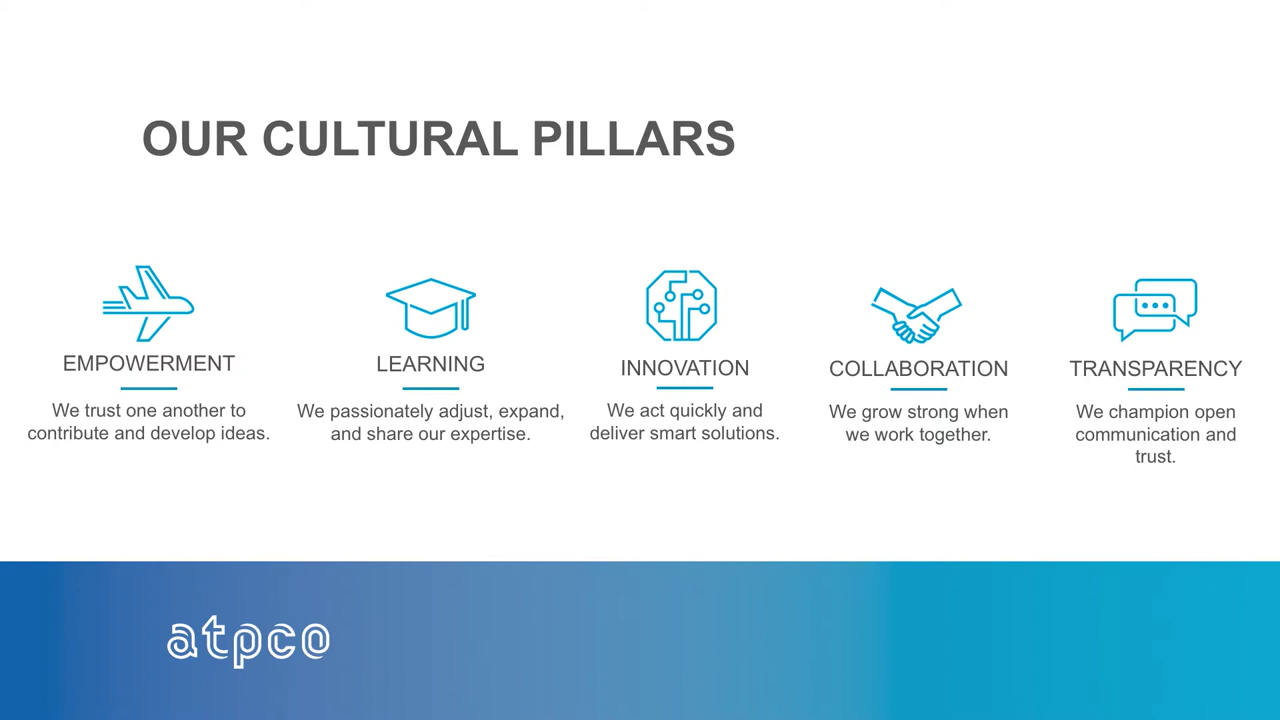 OUR CULTURAL PILLARS
EMPOWERMENT
We trust one another to
contribute and develop ideas.
LEARNING
We passionately adjust, expand,
and share our expertise.
INNOVATION
We act quickly and
deliver smart solutions.
COLLABORATION
We grow strong when
we work together.
TRANSPARENCY
We champion open
communication and
trust.
atpco